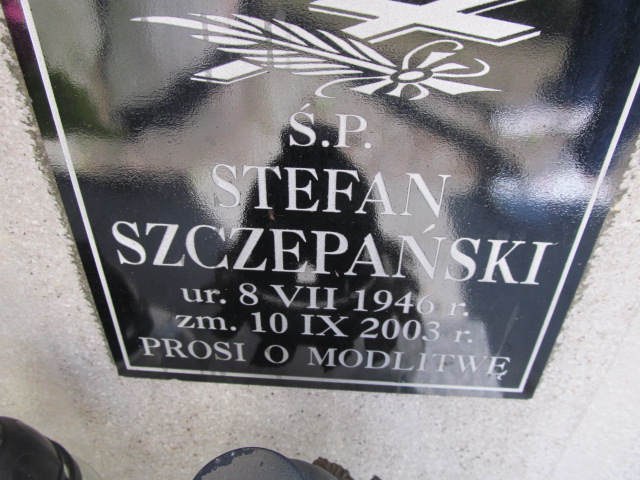 Ś.P.
STEFAN
SZCZEPAŃSKI
ur. 8 VII 1946 r.
zm. 10 IX 2003 r.
PROSI O MODLITWĘ